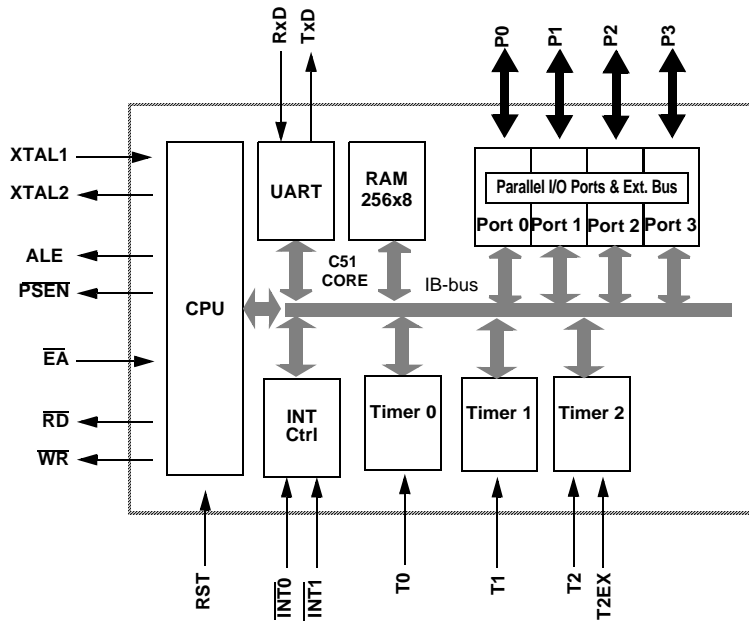 RxD
TxD
P0
P1
P2
P3
XTAL1
XTAL2
ALE
PSEN
EA
RD
WR
CPU
UART
RAM
256x8
Parallel I/O Ports & Ext. Bus
Port 0
Port 1
Port 2
Port 3
C51
CORE
IB-bus
INT
Ctrl
Timer 0
Timer 1
Timer 2
RST
INT0
INT1
T0
T1
T2
T2EX